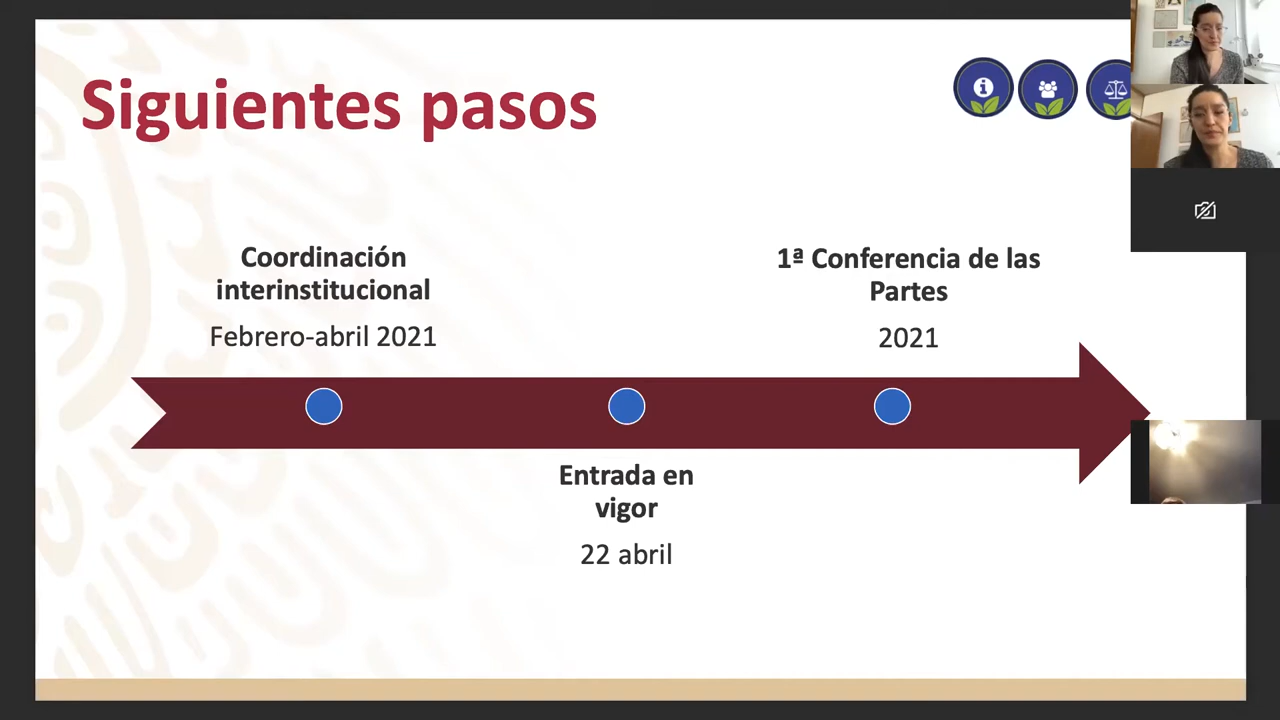 Siguientes pasos
Coordinación
interinstitucional
Febrero-abril 2021
1ª Conferencia de las
Partes
2021
Entrada en
vigor
22 abril